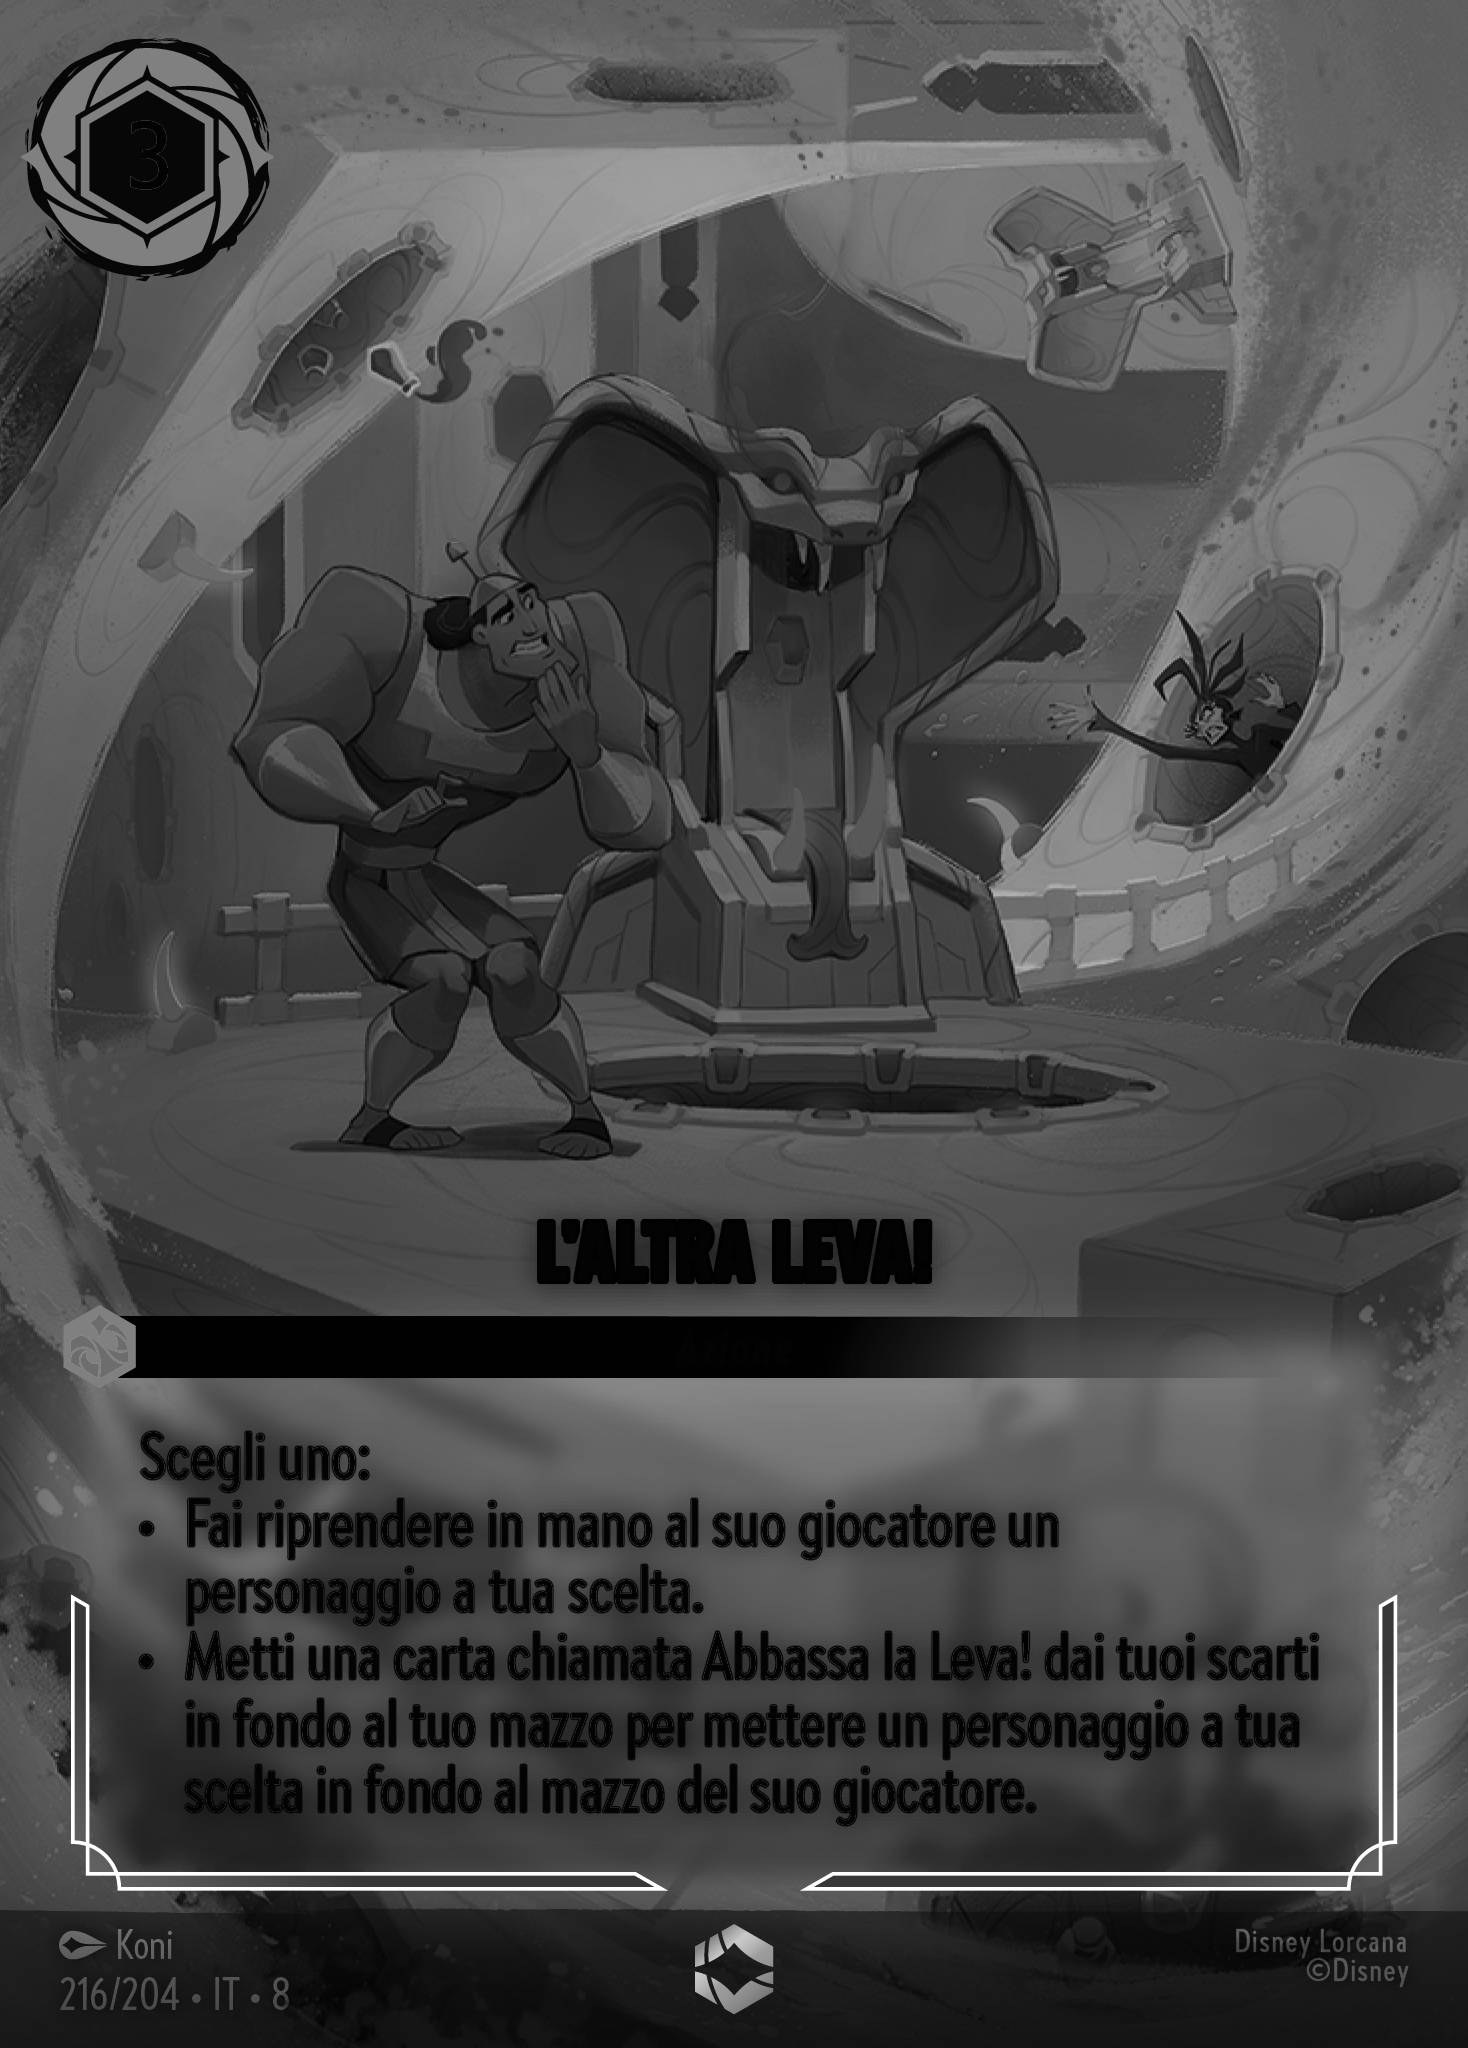 3
L'ALTRA LEVA!
Azione
Scegli uno:
• Fai riprendere in mano al suo giocatore un
personaggio a tua scelta.
• Metti una carta chiamata Abbassa la Leva! dai tuoi scarti
in fondo al tuo mazzo per mettere un personaggio a tua
scelta in fondo al mazzo del suo giocatore.
Koni
Disney Lorcana
216/204 • IT • 8
©Disney